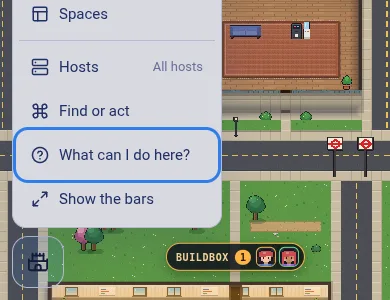 Spaces
Hosts
All hosts
Find or act
What can I do here?
Show the bars
BUILDBOX 1